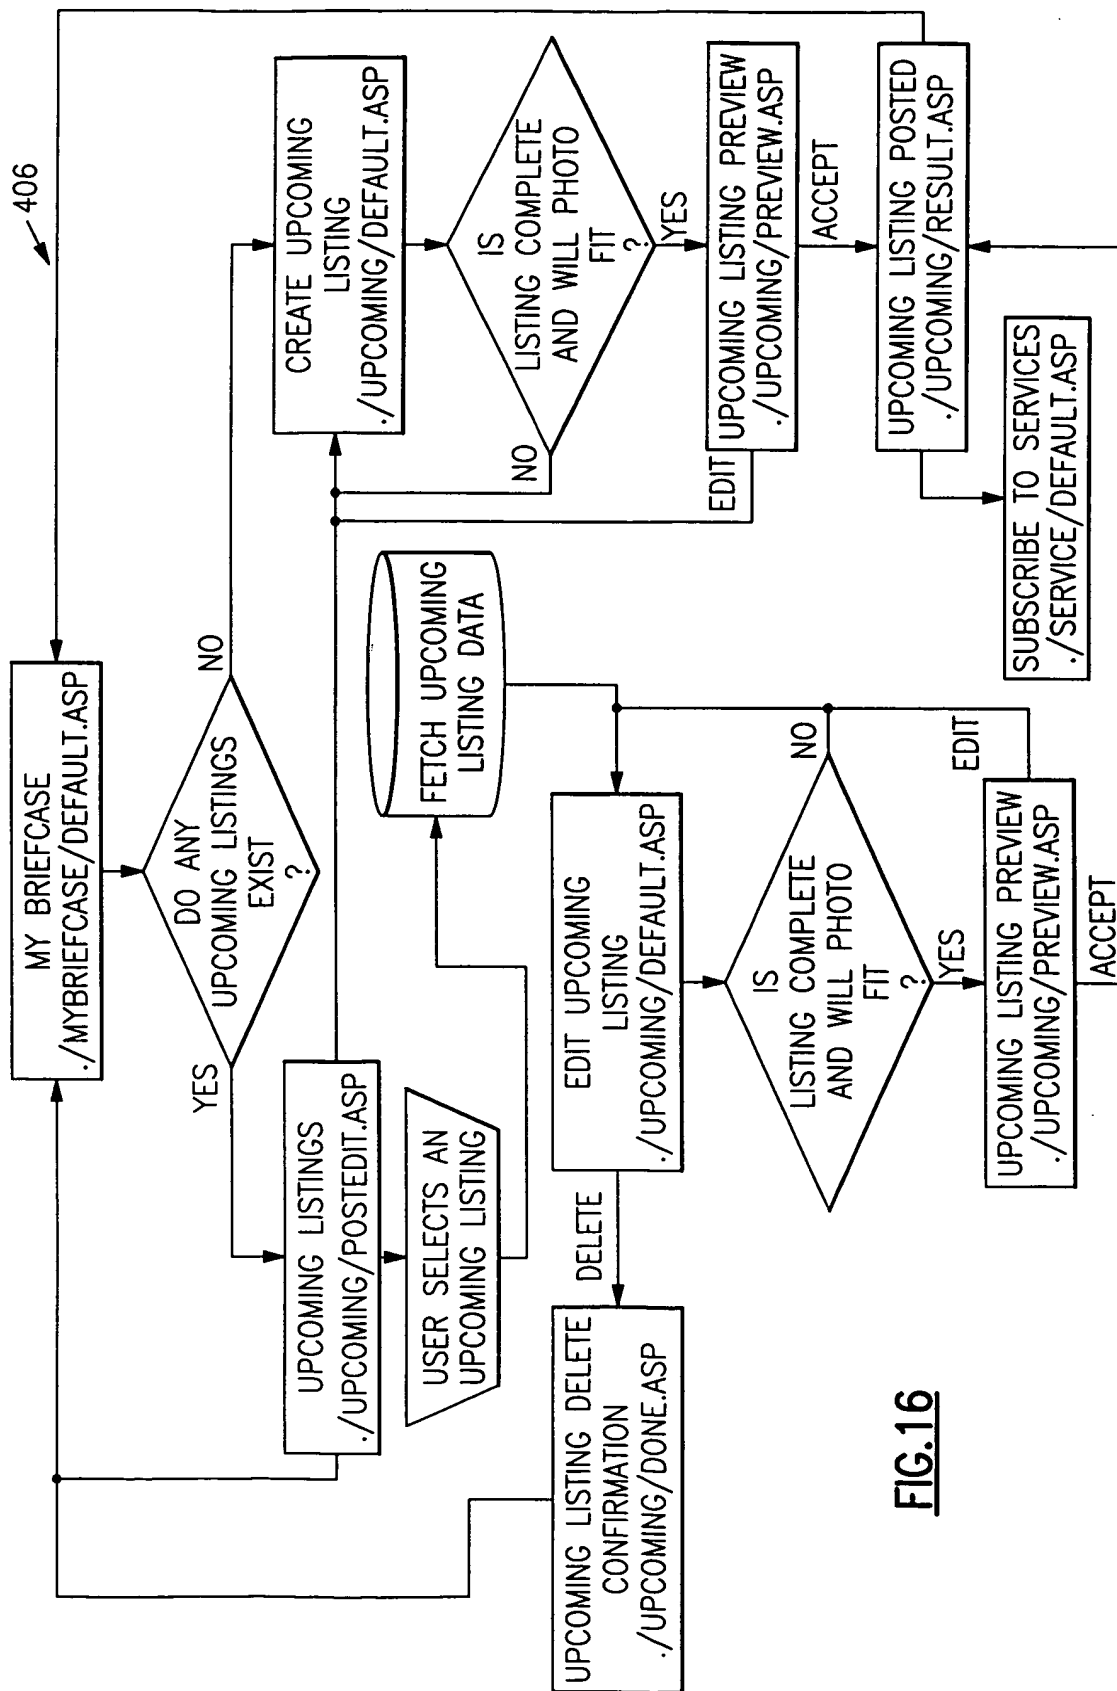 406
MY BRIEFCASE
./MYBRIEFCASE/DEFAULT.ASP
DO ANY
UPCOMING LISTINGS
EXIST
?
YES
NO
UPCOMING LISTINGS
./UPCOMING/POSTEDIT.ASP
USER SELECTS AN
UPCOMING LISTING
FETCH UPCOMING
LISTING DATA
CREATE UPCOMING
LISTING
./UPCOMING/DEFAULT.ASP
IS
LISTING COMPLETE
AND WILL PHOTO
FIT
?
NO
YES
EDIT
UPCOMING LISTING PREVIEW
./UPCOMING/PREVIEW.ASP
ACCEPT
UPCOMING LISTING POSTED
./UPCOMING/RESULT.ASP
SUBSCRIBE TO SERVICES
./SERVICE/DEFAULT.ASP
EDIT UPCOMING
LISTING
./UPCOMING/DEFAULT.ASP
DELETE
UPCOMING LISTING DELETE
CONFIRMATION
./UPCOMING/DONE.ASP
IS
LISTING COMPLETE
AND WILL PHOTO
FIT
?
NO
YES
EDIT
UPCOMING LISTING PREVIEW
./UPCOMING/PREVIEW.ASP
ACCEPT
FIG.16